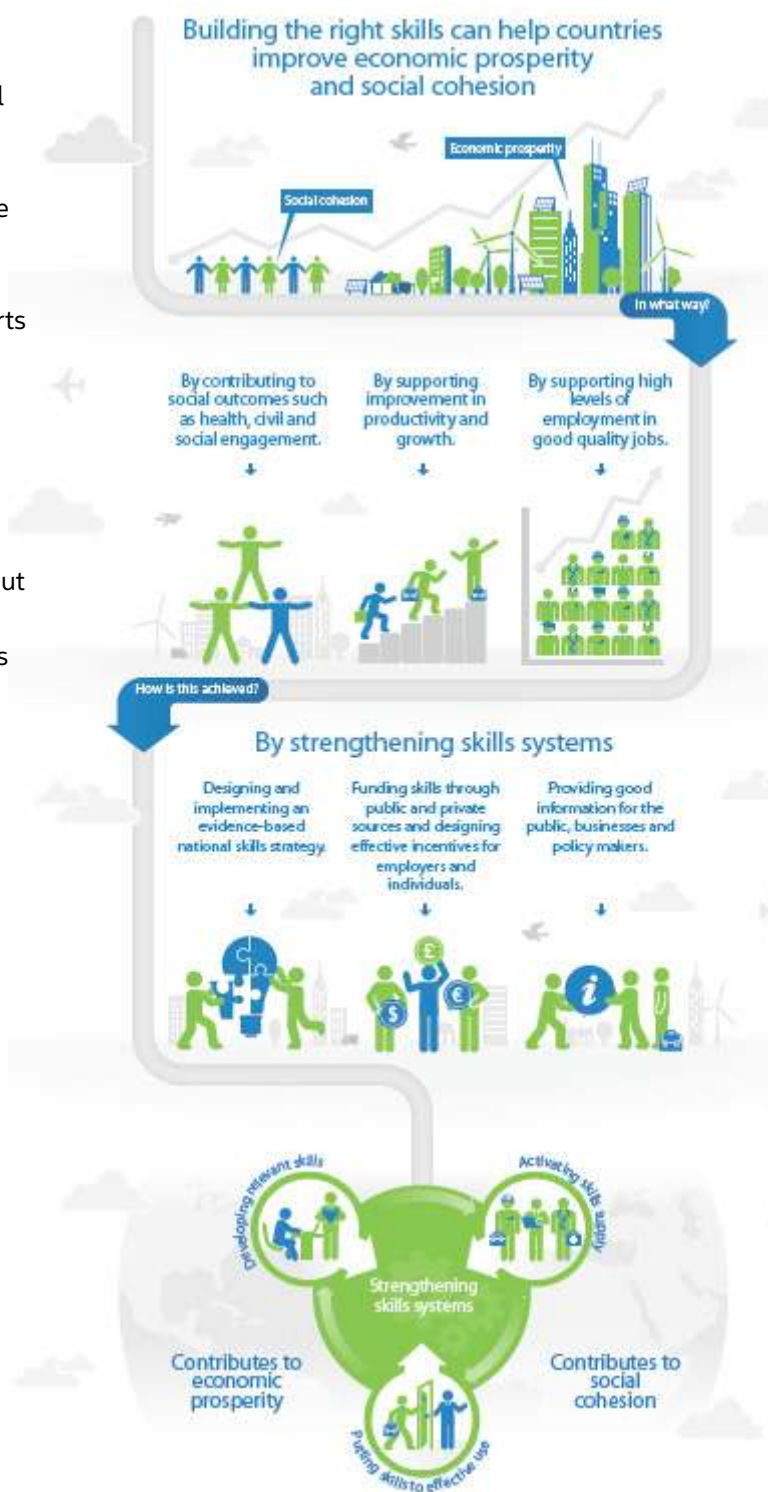 Building the right skills can help countries
improve economic prosperity
and social cohesion
Economic prosperity
Social cohesion
In what way?
By contributing to
social outcomes such
as health, civil and
social engagement.
By supporting
improvement in
productivity and
growth.
By supporting high
levels of
employment in
good quality jobs.
How is this achieved?
By strengthening skills systems
Designing and
implementing an
evidence-based
national skills strategy.
Funding skills through
public and private
sources and designing
effective incentives for
employers and
individuals.
Providing good
information for the
public, businesses and
policy makers.
£
$
€
i
Developing relevant skills
Activating skills supply
Strengthening
skills systems
Contributes to
economic
prosperity
Contributes to
social
cohesion
Putting skills to effective use